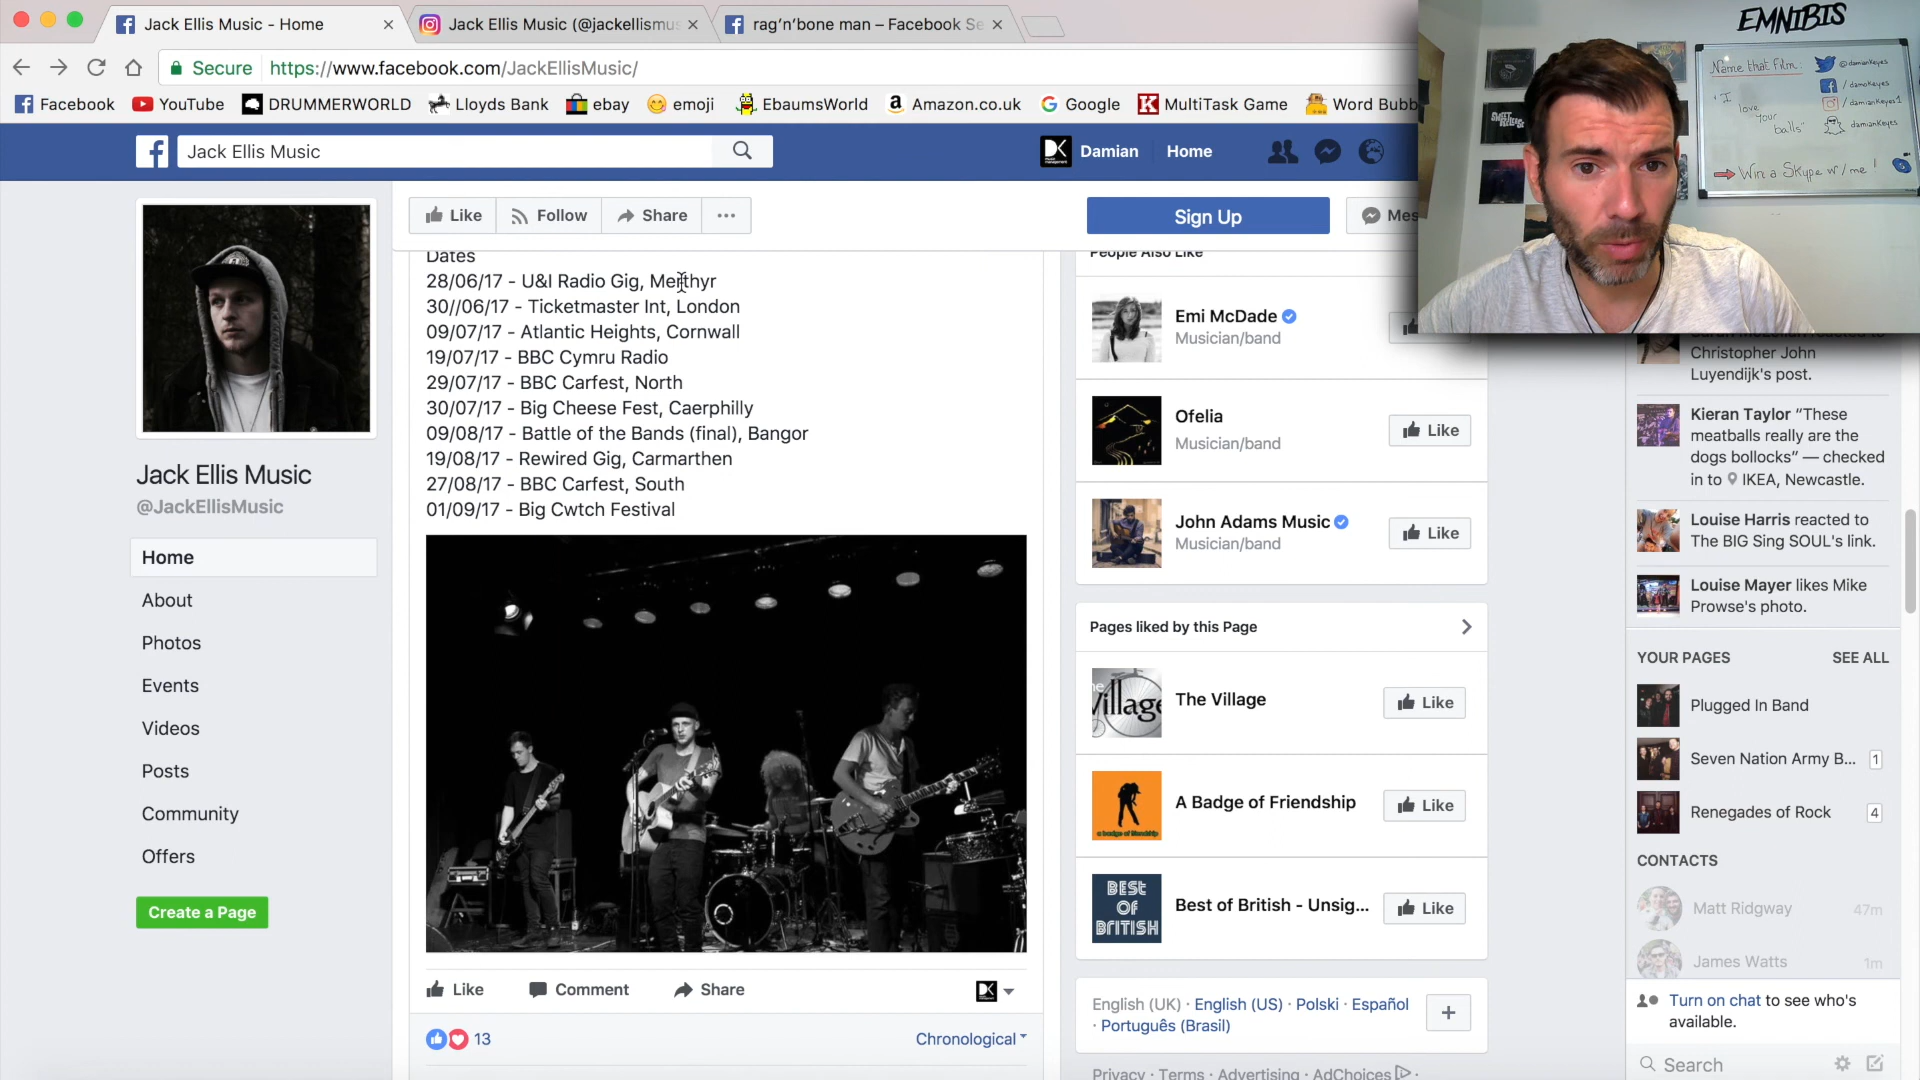 Jack Ellis Music - Home
Jack Ellis Music (@jackellismus
rag'n'bone man – Facebook Se
Secure
https://www.facebook.com/JackEllisMusic/
Facebook
YouTube
DRUMMERWORLD
Lloyds Bank
ebay
emoji
EbaumsWorld
Amazon.co.uk
Google
MultiTask Game
Word Bubb
Jack Ellis Music
Damian
Home
EMNIBIS
Name that Film:
"I love your balls"
@damiankeyes
/damokeyes
/damiankeyes1
damiankeyes
Win a Skype w/me!
Like
Follow
Share
Sign Up
Mes
Jack Ellis Music
@JackEllisMusic
Home
About
Photos
Events
Videos
Posts
Community
Offers
Create a Page
Dates
28/06/17 - U&I Radio Gig, Merthyr
30//06/17 - Ticketmaster Int, London
09/07/17 - Atlantic Heights, Cornwall
19/07/17 - BBC Cymru Radio
29/07/17 - BBC Carfest, North
30/07/17 - Big Cheese Fest, Caerphilly
09/08/17 - Battle of the Bands (final), Bangor
19/08/17 - Rewired Gig, Carmarthen
27/08/17 - BBC Carfest, South
01/09/17 - Big Cwtch Festival
Like
Comment
Share
13
Chronological
People Also Like
Emi McDade
Musician/band
Ofelia
Musician/band
Like
John Adams Music
Musician/band
Like
Pages liked by this Page
The Village
Like
A Badge of Friendship
Like
BEST
OF
BRITISH
Best of British - Unsig...
Like
English (UK) · English (US) · Polski · Español
· Português (Brasil)
Privacy · Terms · Advertising · AdChoices ·
Christopher John
Luyendijk's post.
Kieran Taylor "These
meatballs really are the
dogs bollocks" — checked
in to IKEA, Newcastle.
Louise Harris reacted to
The BIG Sing SOUL's link.
Louise Mayer likes Mike
Prowse's photo.
YOUR PAGES
SEE ALL
Plugged In Band
Seven Nation Army B...
1
Renegades of Rock
4
CONTACTS
Matt Ridgway
47m
James Watts
1m
Turn on chat to see who's
available.
Search